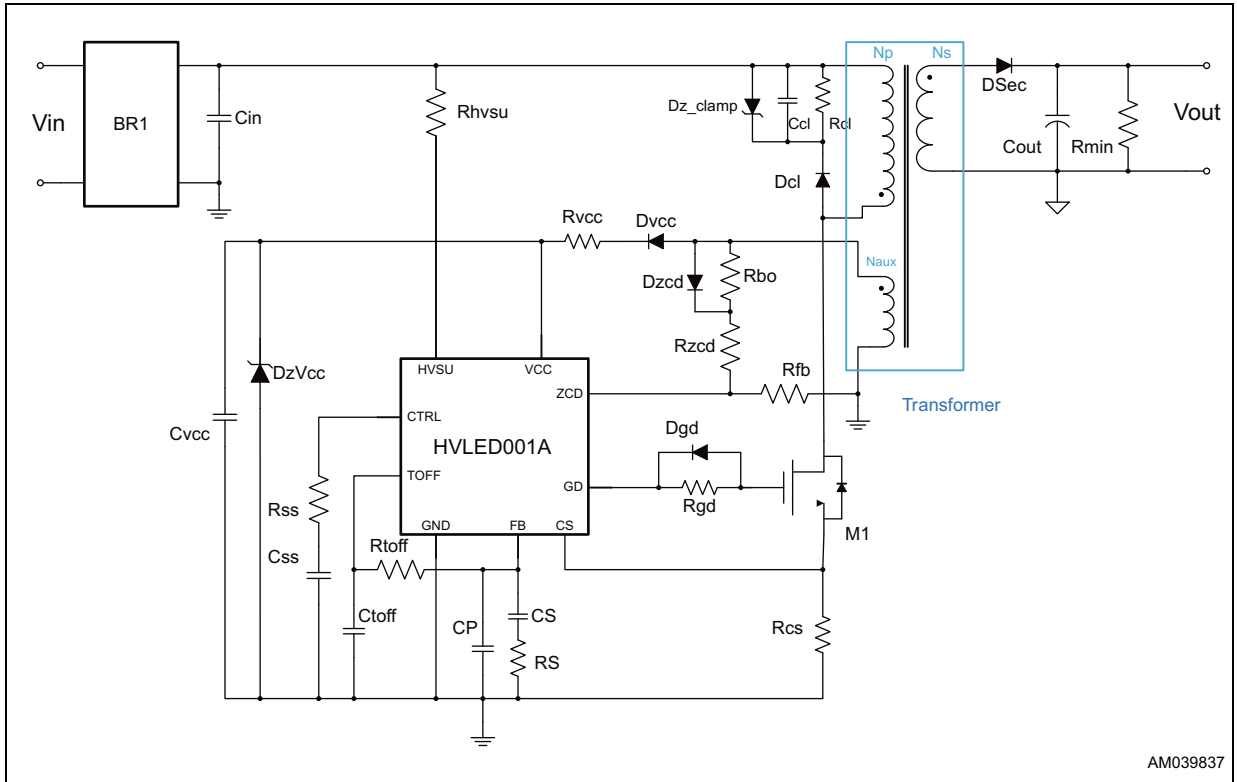 Np Ns
DSec
Vin
BR1
Cin
Rhvsu
Dz_clamp
Ccl
Rcl
Vout
Cout
Rmin
Dcl
Rvcc
Dvcc
Naux
Dzcd
Rbo
Rzcd
DzVcc
HVSU
VCC
ZCD
Rfb
Transformer
Cvcc
CTRL
HVLED001A
Dgd
TOFF
GD
Rgd
Rss
GND
FB
CS
M1
Rtoff
Css
Ctoff
CP
CS
RS
Rcs
AM039837